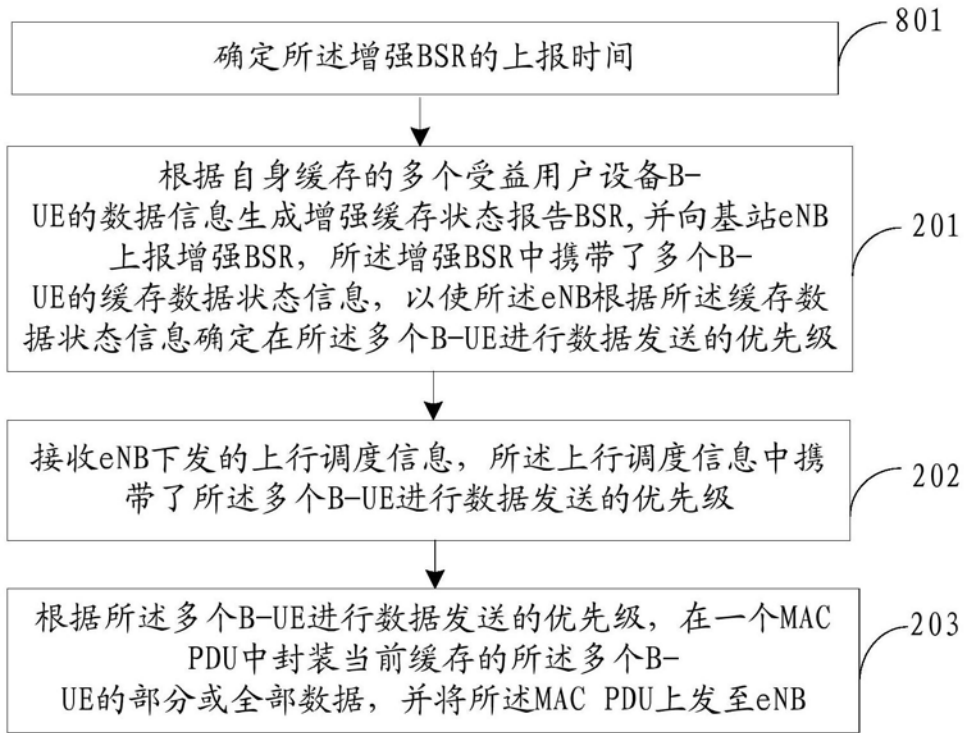 确定所述增强BSR的上报时间
801
根据自身缓存的多个受益用户设备B-
UE的数据信息生成增强缓存状态报告BSR,并向基站eNB
上报增强BSR，所述增强BSR中携带了多个B-
UE的缓存数据状态信息，以使所述eNB根据所述缓存数
据状态信息确定在所述多个B-UE进行数据发送的优先级
201
接收eNB下发的上行调度信息，所述上行调度信息中携
带了所述多个B-UE进行数据发送的优先级
202
根据所述多个B-UE进行数据发送的优先级，在一个MAC
PDU中封装当前缓存的所述多个B-
UE的部分或全部数据，并将所述MAC PDU上发至eNB
203